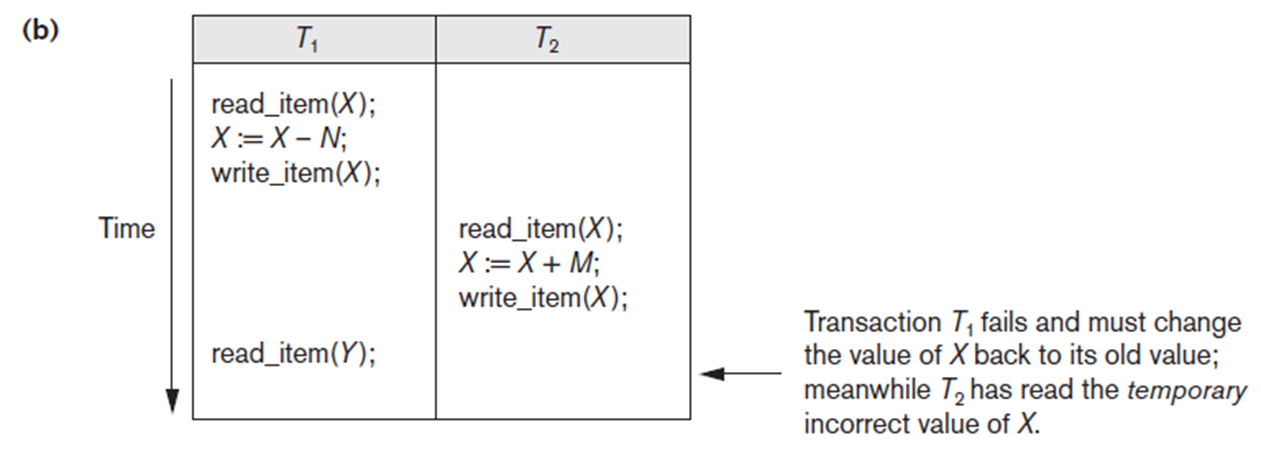 (b)
T₁ T₂
read_item(X);
X := X – N;
write_item(X);
Time
read_item(X);
X := X + M;
write_item(X);
read_item(Y);
Transaction T₁ fails and must change
the value of X back to its old value;
meanwhile T₂ has read the temporary
incorrect value of X.